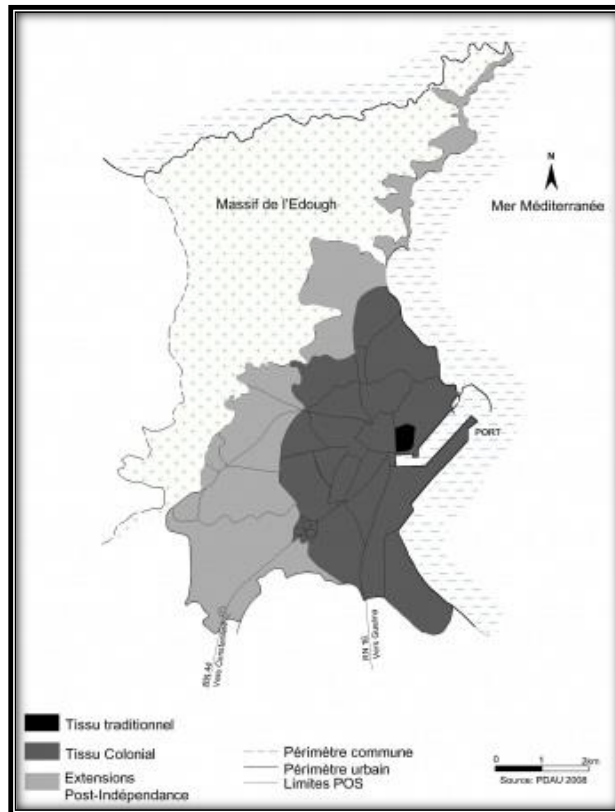 Massif de l'Edough
N
Mer Méditerranée
PORT
RN 44
Vers Constantine
RN 16
Vers Guelma
Tissu traditionnel
Tissu Colonial
Extensions
Post-Indépendance
Périmètre commune
Périmètre urbain
Limites POS
0 1 2km
Source: PDAU 2008